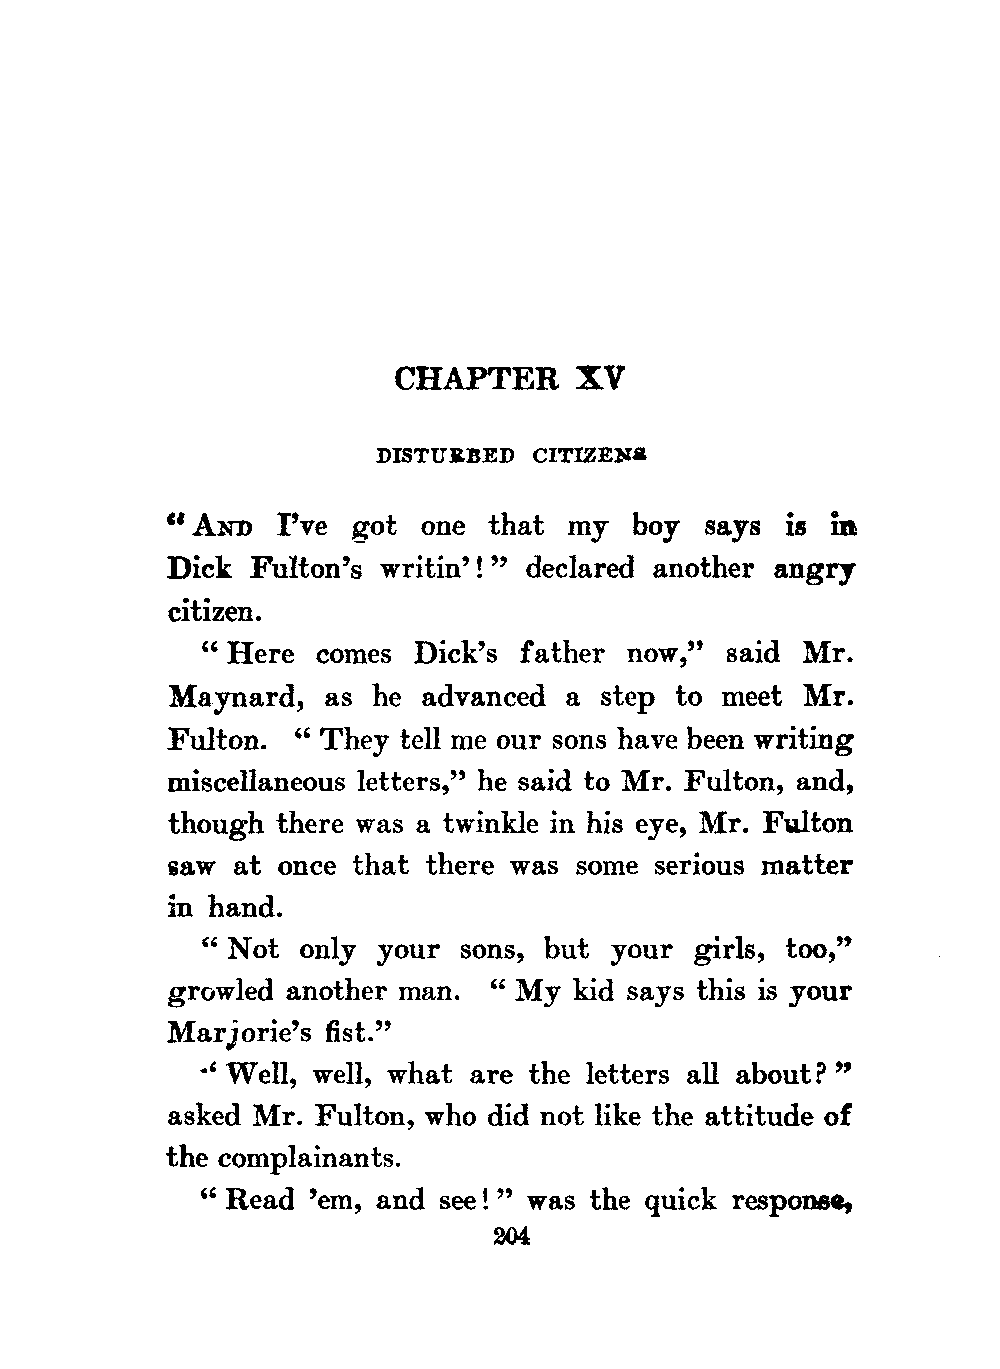 CHAPTER XV
DISTURBED CITIZENS
“ AND I’ve got one that my boy says is in
Dick Fulton’s writin’! ” declared another angry
citizen.
“ Here comes Dick’s father now,” said Mr.
Maynard, as he advanced a step to meet Mr.
Fulton. “ They tell me our sons have been writing
miscellaneous letters,” he said to Mr. Fulton, and,
though there was a twinkle in his eye, Mr. Fulton
saw at once that there was some serious matter
in hand.
“ Not only your sons, but your girls, too,”
growled another man. “ My kid says this is your
Marjorie’s fist.”
“ Well, well, what are the letters all about? ”
asked Mr. Fulton, who did not like the attitude of
the complainants.
“ Read ’em, and see! ” was the quick response,
204